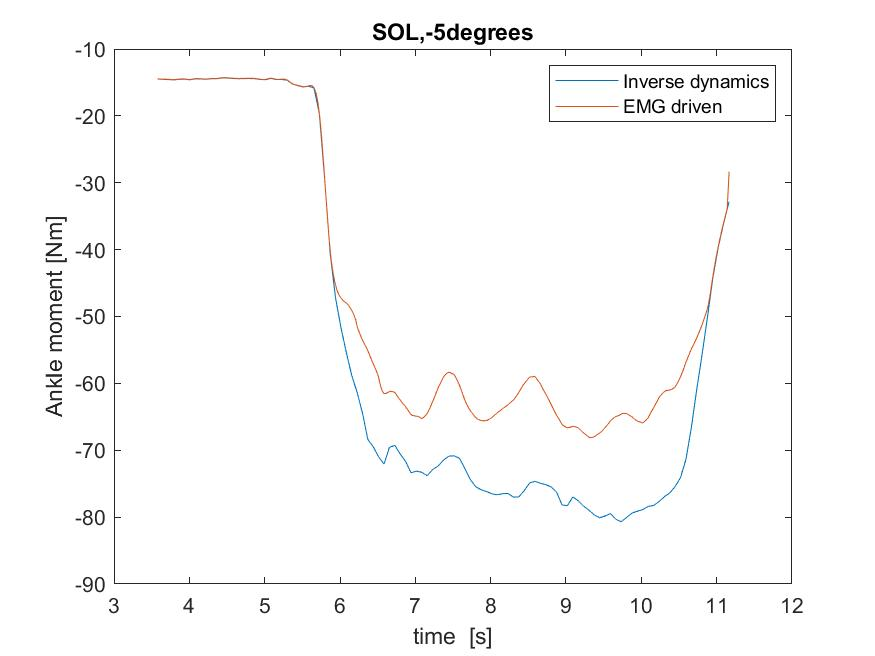 SOL,-5degrees
-10
-20
-30
-40
-50
-60
-70
-80
-90
Ankle moment [Nm]
Inverse dynamics
EMG driven
3 4 5 6 7 8 9 10 11 12
time [s]